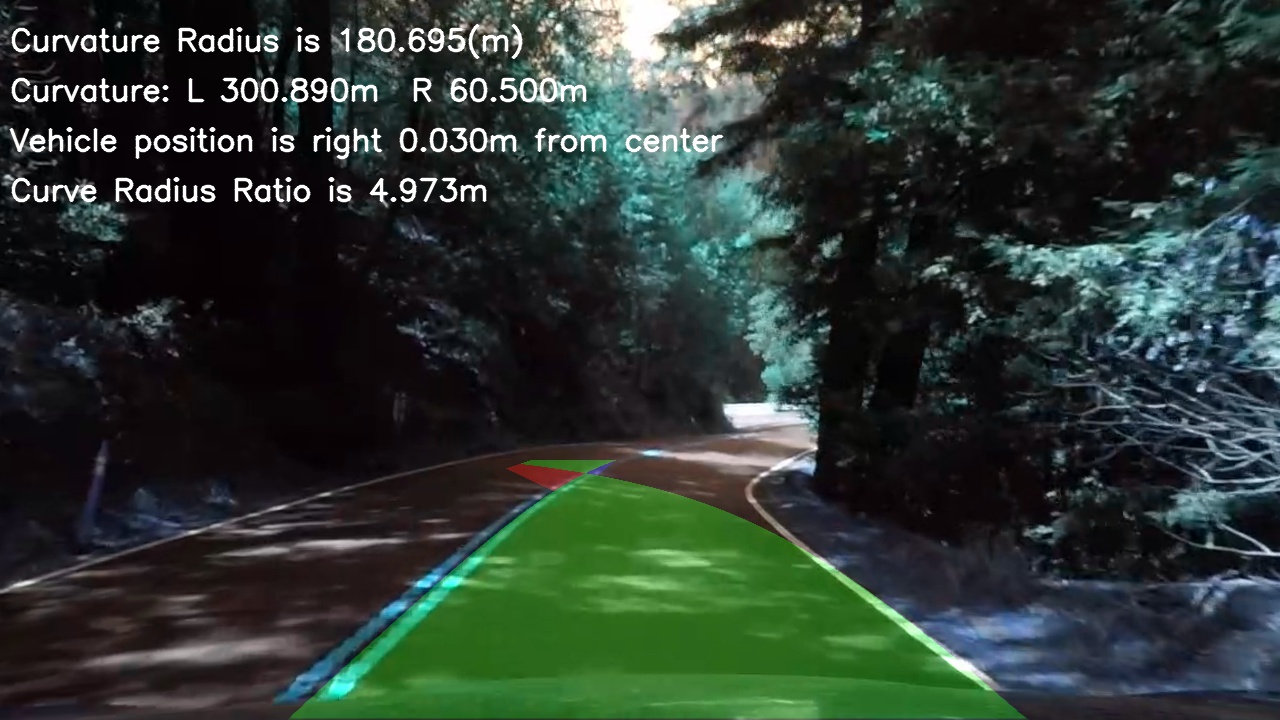 Curvature Radius is 180.695(m)
Curvature: L 300.890m R 60.500m
Vehicle position is right 0.030m from center
Curve Radius Ratio is 4.973m